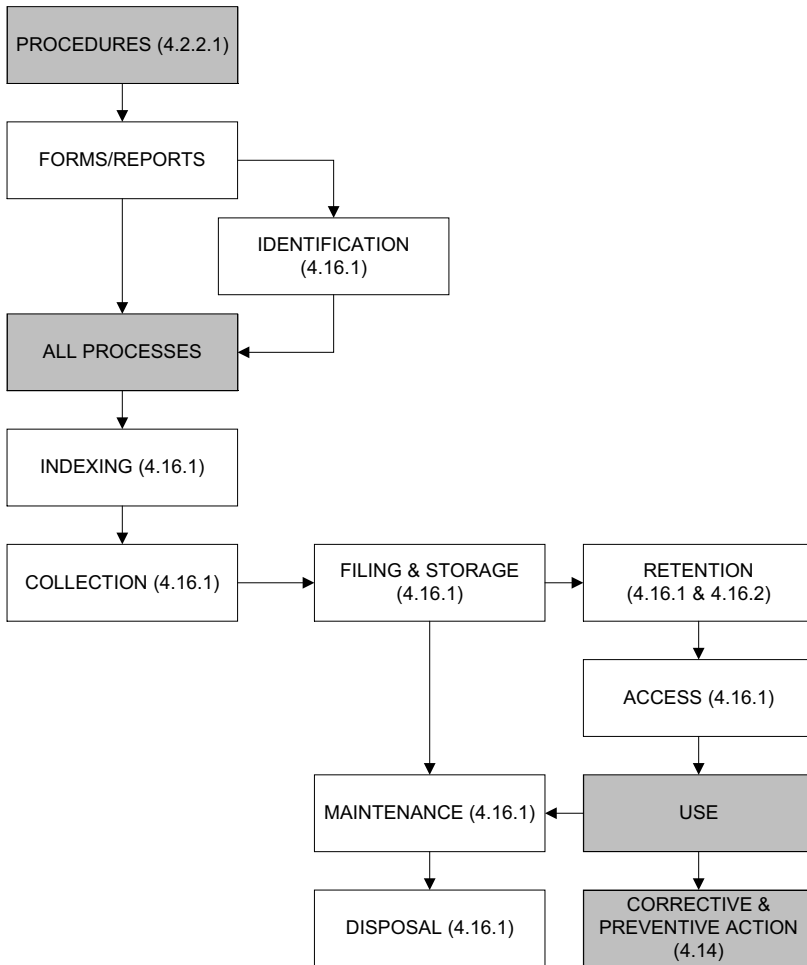 PROCEDURES (4.2.2.1)
FORMS/REPORTS
IDENTIFICATION
(4.16.1)
ALL PROCESSES
INDEXING (4.16.1)
COLLECTION (4.16.1)
FILING & STORAGE
(4.16.1)
RETENTION
(4.16.1 & 4.16.2)
ACCESS (4.16.1)
MAINTENANCE (4.16.1)
USE
DISPOSAL (4.16.1)
CORRECTIVE &
PREVENTIVE ACTION
(4.14)